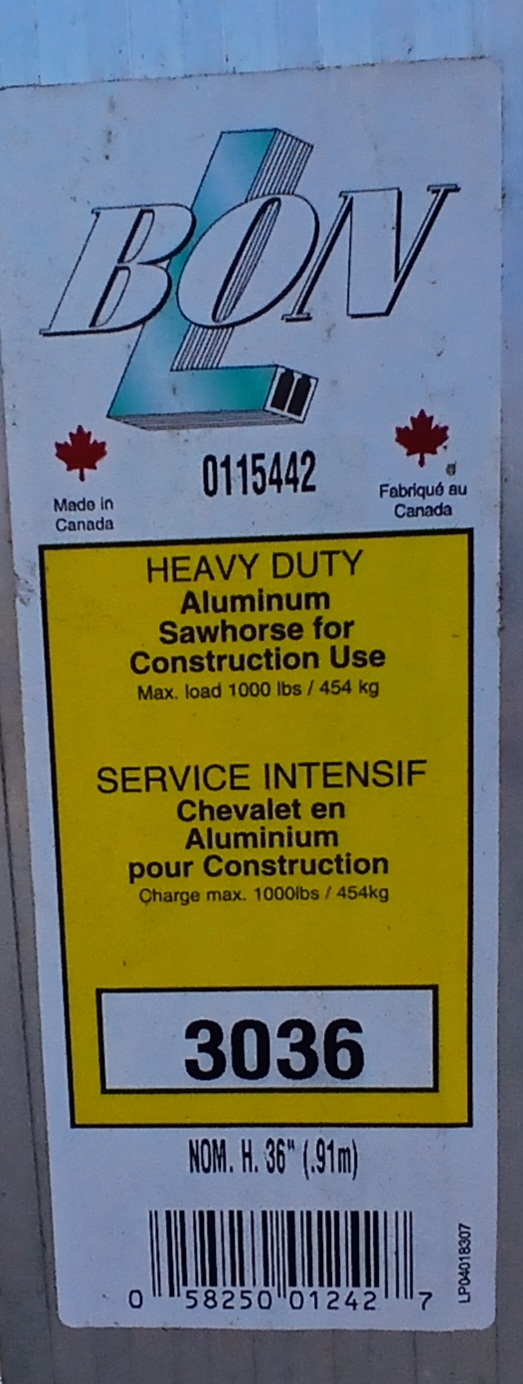 BON
L
0115442
Made in
Canada
Fabriqué au
Canada
HEAVY DUTY
Aluminum
Sawhorse for
Construction Use
Max. load 1000 lbs / 454 kg
SERVICE INTENSIF
Chevalet en
Aluminium
pour Construction
Charge max. 1000lbs / 454kg
3036
NOM. H. 36" (.91m)
0 58250 01242 7
LP04018307